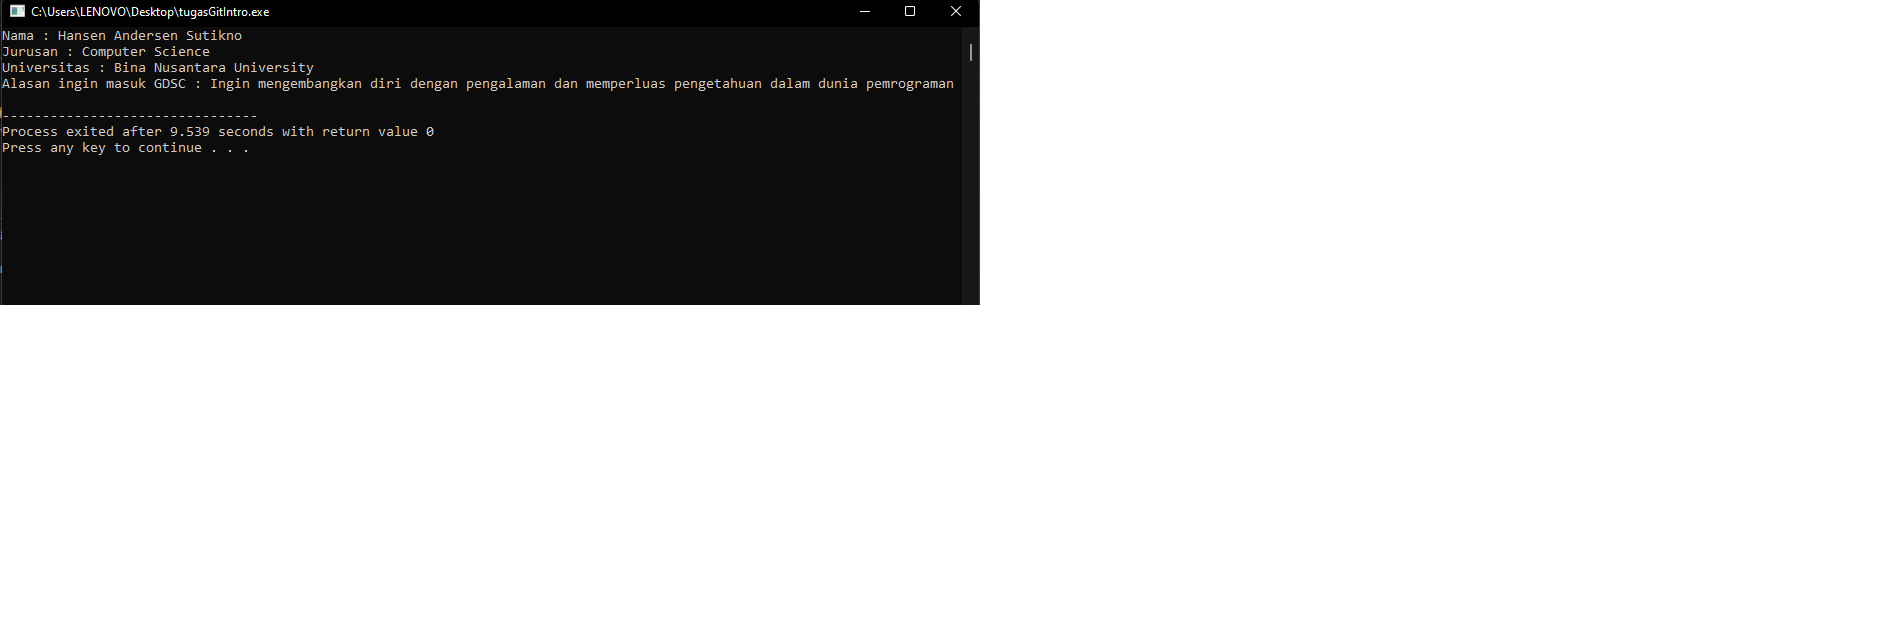 C:\Users\LENOVO\Desktop\tugasGitIntro.exe
Nama : Hansen Andersen Sutikno
Jurusan : Computer Science
Universitas : Bina Nusantara University
Alasan ingin masuk GDSC : Ingin mengembangkan diri dengan pengalaman dan memperluas pengetahuan dalam dunia pemrograman
--------------------------------
Process exited after 9.539 seconds with return value 0
Press any key to continue . . .